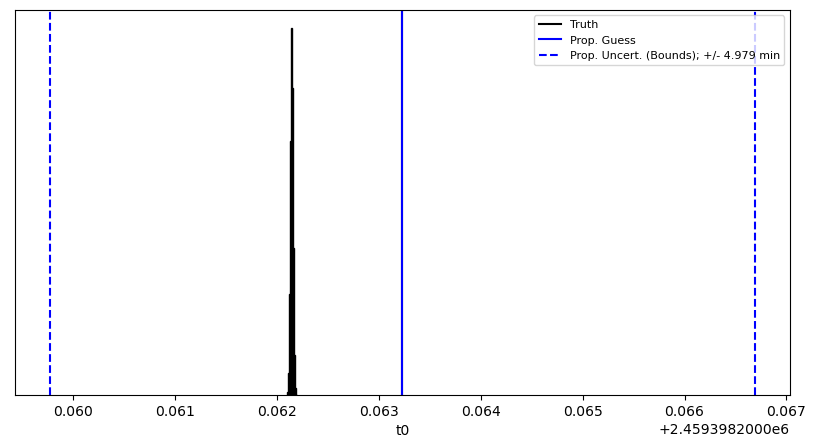 Truth
Prop. Guess
Prop. Uncert. (Bounds); +/- 4.979 min
0.060 0.061 0.062 0.063 0.064 0.065 0.066 0.067
t0
+2.4593982000e6